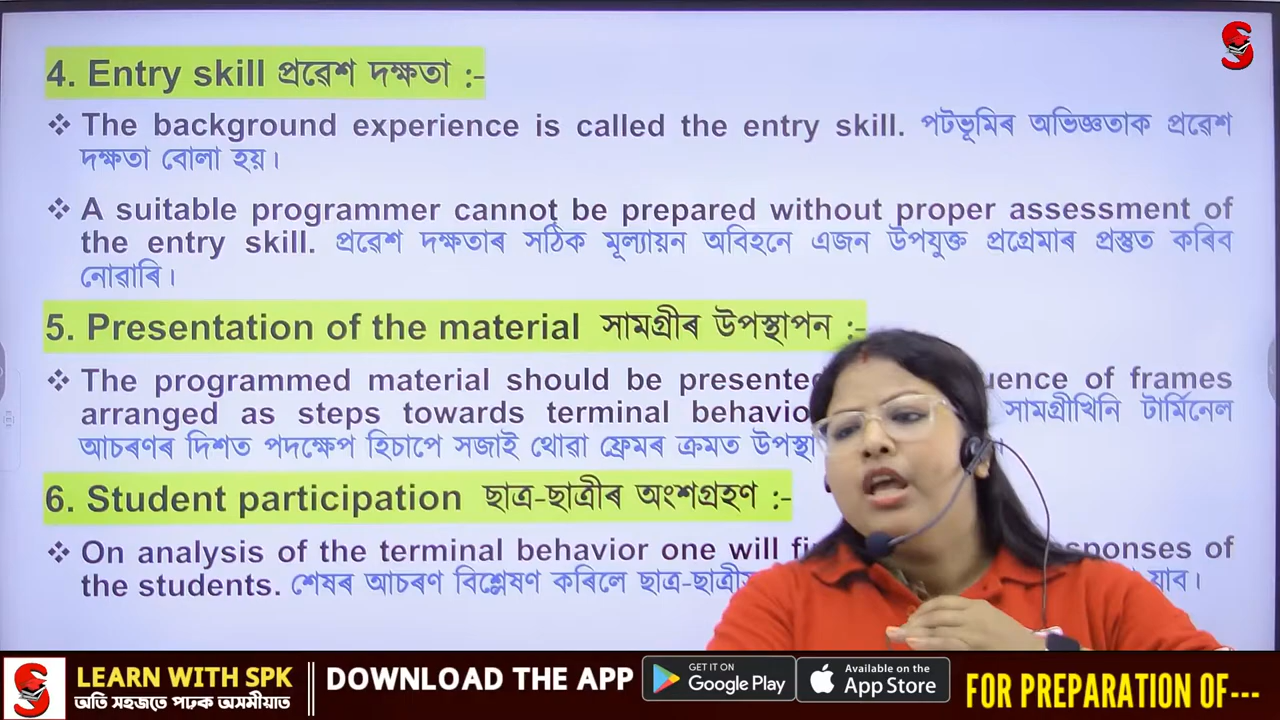 4. Entry skill প্ৰৱেশ দক্ষতা :-
❖ The background experience is called the entry skill. পটভূমিৰ অভিজ্ঞতাক প্ৰৱেশ
দক্ষতা বোলা হয়।
❖ A suitable programmer cannot be prepared without proper assessment of
the entry skill. প্ৰৱেশ দক্ষতাৰ সঠিক মূল্যায়ন অবিহনে এজন উপযুক্ত প্ৰগ্ৰেমাৰ প্ৰস্তুত কৰিব
নোৱাৰি।
5. Presentation of the material সামগ্ৰীৰ উপস্থাপন :-
❖ The programmed material should be presented uence of frames
arranged as steps towards terminal behavio সামগ্ৰীখিনি টাৰ্মিনেল
আচৰণৰ দিশত পদক্ষেপ হিচাপে সজাই থোৱা ফ্ৰেমৰ ক্ৰমত উপস্থা
6. Student participation ছাত্ৰ-ছাত্ৰীৰ অংশগ্ৰহণ :-
❖ On analysis of the terminal behavior one will fi sponses of
the students. শেষৰ আচৰণ বিশ্লেষণ কৰিলে ছাত্ৰ-ছাত্ৰীস যাব।
S
S
LEARN WITH SPK
অতি সহজতে পঢ়ক অসমীয়াত
DOWNLOAD THE APP
GET IT ON
Google Play
Available on the
App Store
FOR PREPARATION OF---